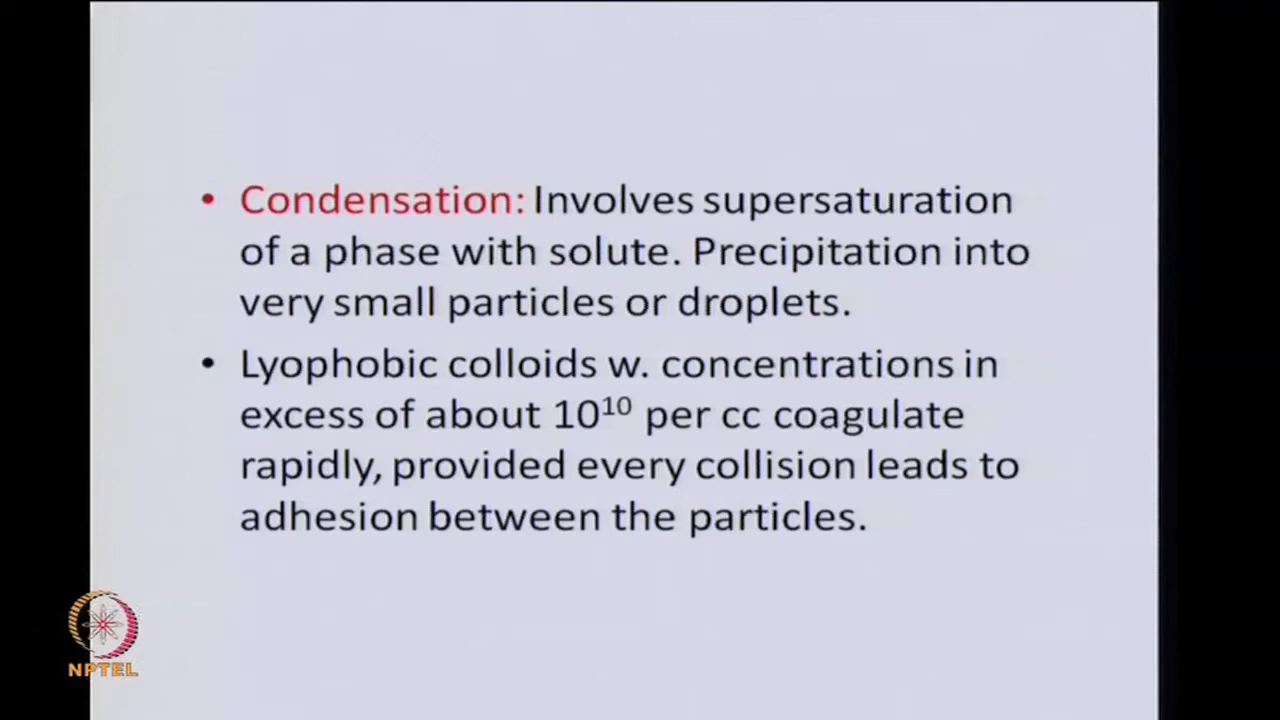 • Condensation: Involves supersaturation
of a phase with solute. Precipitation into
very small particles or droplets.
• Lyophobic colloids w. concentrations in
excess of about 10¹⁰ per cc coagulate
rapidly, provided every collision leads to
adhesion between the particles.
NPTEL